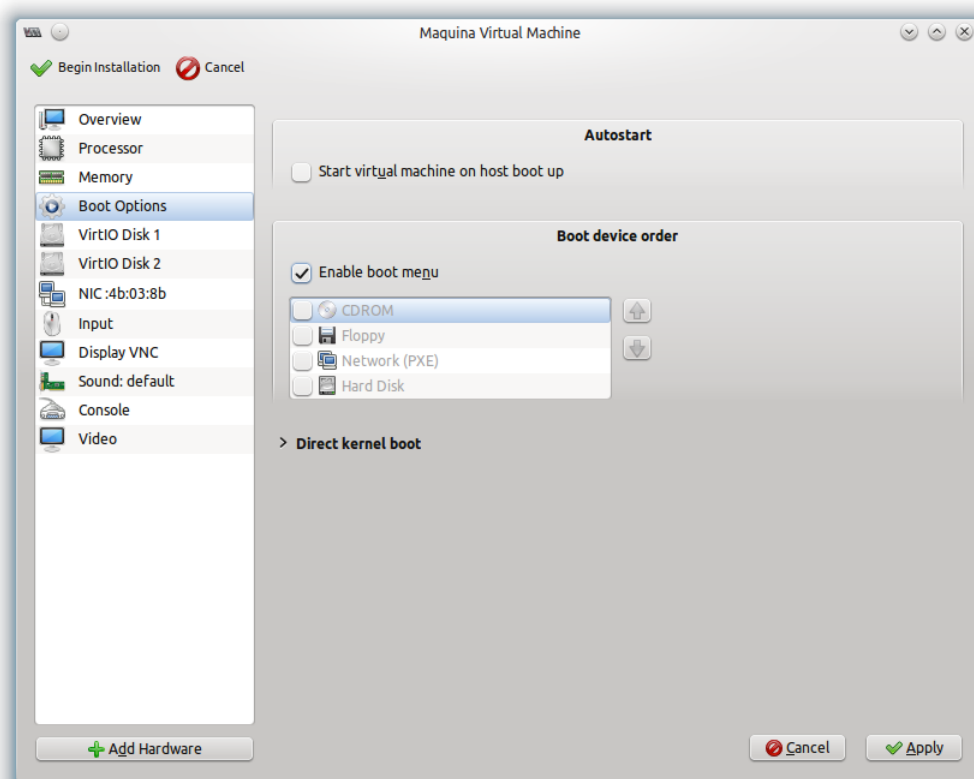 Maquina Virtual Machine
Begin Installation Cancel
Overview
Processor
Memory
Boot Options
VirtIO Disk 1
VirtIO Disk 2
NIC :4b:03:8b
Input
Display VNC
Sound: default
Console
Video
Add Hardware
Autostart
Start virtual machine on host boot up
Boot device order
Enable boot menu
CDROM
Floppy
Network (PXE)
Hard Disk
> Direct kernel boot
Cancel Apply